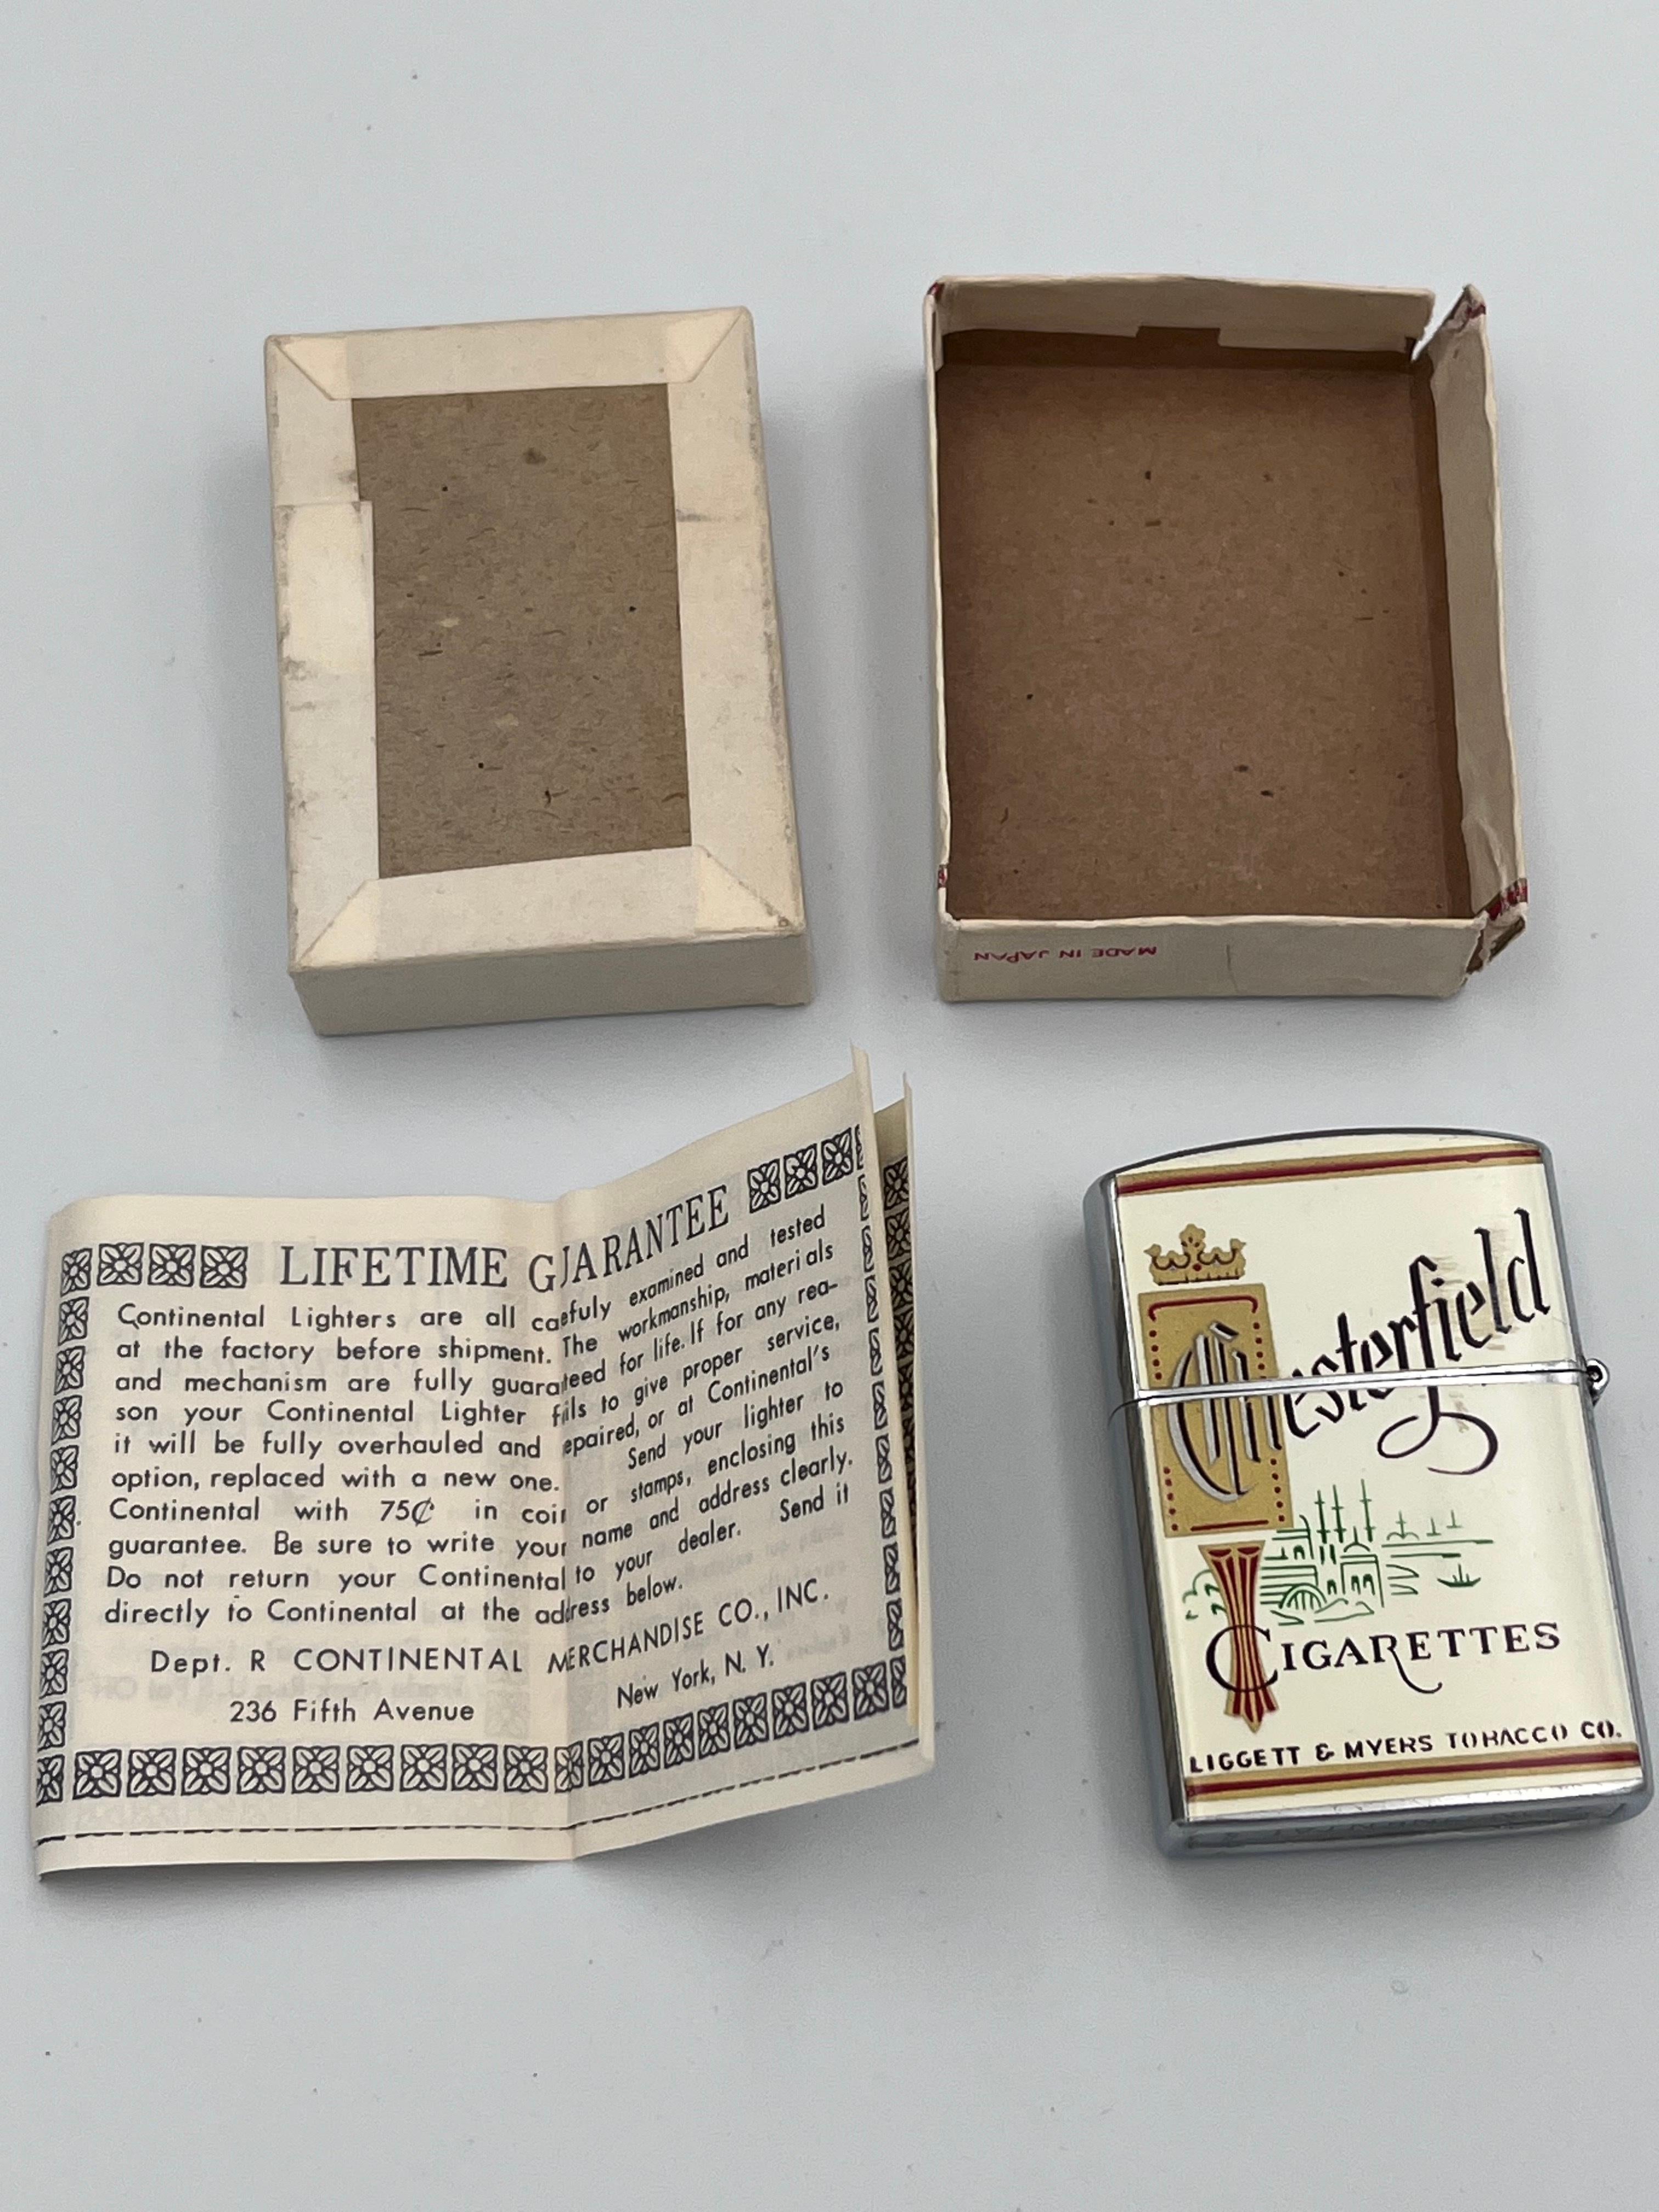 MADE IN JAPAN
LIFETIME GUARANTEE
Continental Lighters are all carefuly examined and tested
at the factory before shipment. The workmanship, materials
and mechanism are fully guaranteed for life. If for any rea-
son your Continental Lighter fails to give proper service,
it will be fully overhauled and repaired, or at Continental's
option, replaced with a new one. Send your lighter to
Continental with 75¢ in coin or stamps, enclosing this
guarantee. Be sure to write your name and address clearly.
Do not return your Continental to your dealer. Send it
directly to Continental at the address below.
Dept. R CONTINENTAL MERCHANDISE CO., INC.
236 Fifth Avenue New York, N. Y.
Chesterfield
CIGARETTES
LIGGETT & MYERS TOBACCO CO.